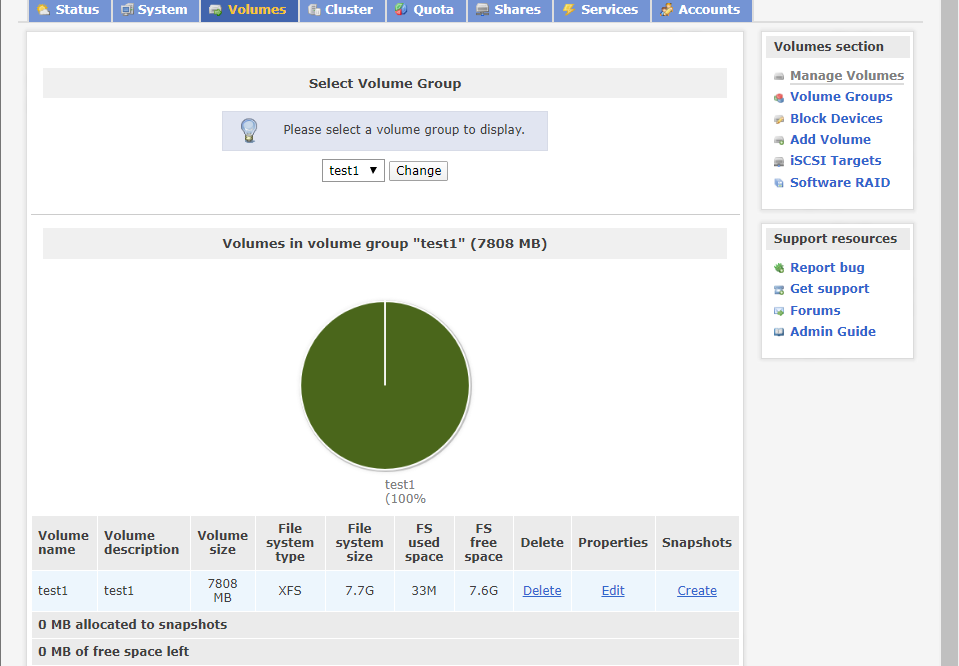 Status System Volumes Cluster Quota Shares Services Accounts
Select Volume Group
Please select a volume group to display.
test1 Change
Volumes in volume group "test1" (7808 MB)
test1
(100%
Volume name Volume description Volume size File system type File system size FS used space FS free space Delete Properties Snapshots
test1 test1 7808 MB XFS 7.7G 33M 7.6G Delete Edit Create
0 MB allocated to snapshots
0 MB of free space left
Volumes section
Manage Volumes
Volume Groups
Block Devices
Add Volume
iSCSI Targets
Software RAID
Support resources
Report bug
Get support
Forums
Admin Guide